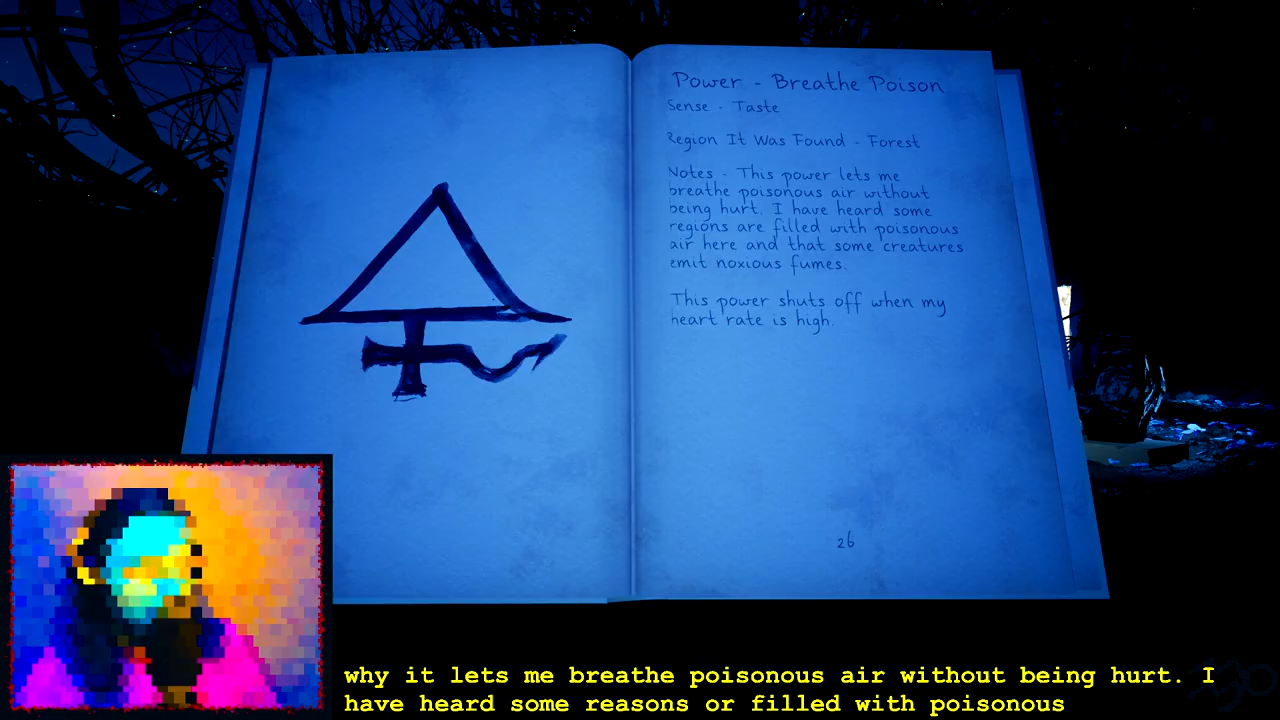 Power - Breathe Poison
Sense - Taste
Region It Was Found - Forest
Notes - This power lets me
breathe poisonous air without
being hurt. I have heard some
regions are filled with poisonous
air here and that some creatures
emit noxious fumes.
This power shuts off when my
heart rate is high.
26
why it lets me breathe poisonous air without being hurt. I
have heard some reasons or filled with poisonous